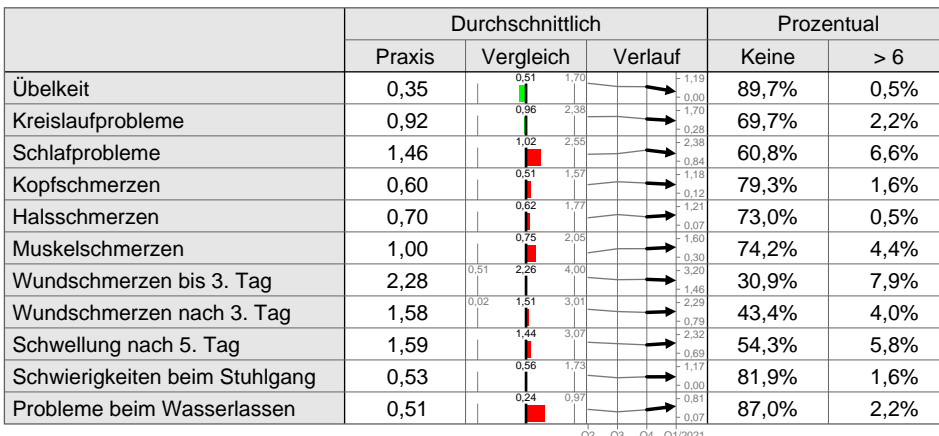 Durchschnittlich Prozentual
Praxis Vergleich Verlauf Keine > 6
Übelkeit 0,35 0,51 1,70 1,19 0,00 89,7% 0,5%
Kreislaufprobleme 0,92 0,96 2,38 1,70 0,28 69,7% 2,2%
Schlafprobleme 1,46 1,02 2,55 2,38 0,84 60,8% 6,6%
Kopfschmerzen 0,60 0,51 1,57 1,18 0,12 79,3% 1,6%
Halsschmerzen 0,70 0,62 1,77 1,21 0,07 73,0% 0,5%
Muskelschmerzen 1,00 0,75 2,05 1,60 0,30 74,2% 4,4%
Wundschmerzen bis 3. Tag 2,28 0,51 2,26 4,00 3,20 1,46 30,9% 7,9%
Wundschmerzen nach 3. Tag 1,58 0,02 1,51 3,01 2,29 0,79 43,4% 4,0%
Schwellung nach 5. Tag 1,59 1,44 3,07 2,32 0,69 54,3% 5,8%
Schwierigkeiten beim Stuhlgang 0,53 0,56 1,73 1,17 0,00 81,9% 1,6%
Probleme beim Wasserlassen 0,51 0,24 0,97 0,81 0,07 87,0% 2,2%
Q2 Q3 Q4 Q1/2021